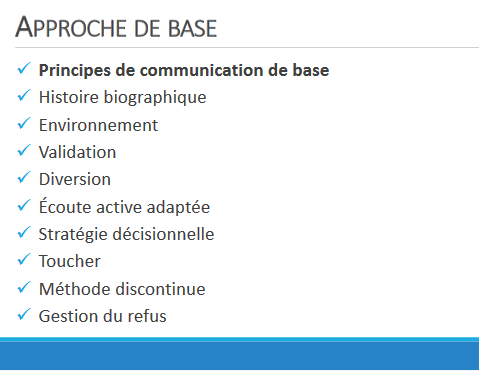 APPROCHE DE BASE
Principes de communication de base
Histoire biographique
Environnement
Validation
Diversion
Écoute active adaptée
Stratégie décisionnelle
Toucher
Méthode discontinue
Gestion du refus